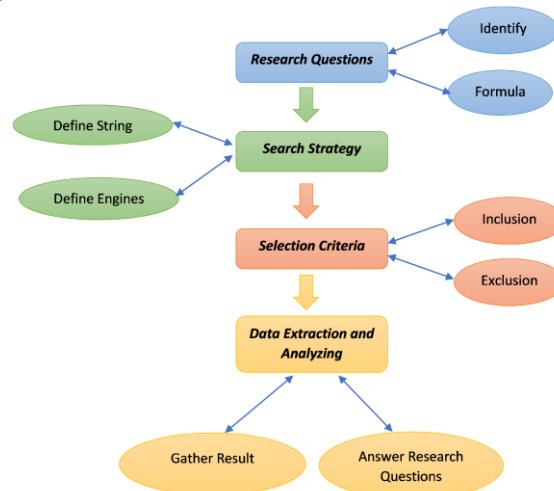 Identify
Research Questions
Formula
Define String
Search Strategy
Define Engines
Inclusion
Selection Criteria
Exclusion
Data Extraction and
Analyzing
Gather Result
Answer Research
Questions